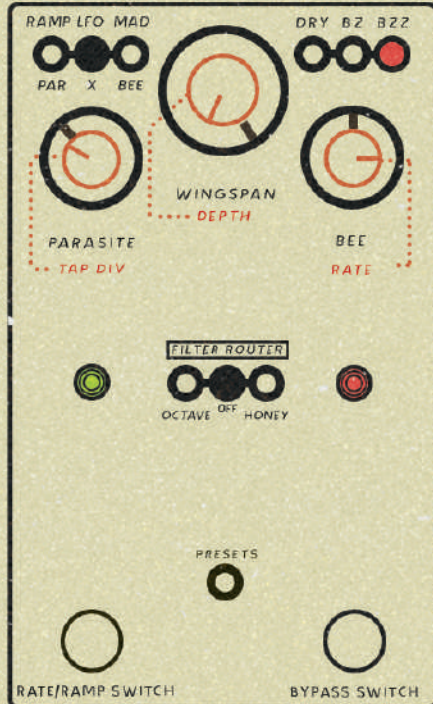 RAMP LFO MAD
DRY BZ BZZ
PAR X BEE
WINGSPAN
DEPTH
PARASITE
TAP DIV
BEE
RATE
FILTER ROUTER
OCTAVE OFF HONEY
PRESETS
RATE/RAMP SWITCH
BYPASS SWITCH